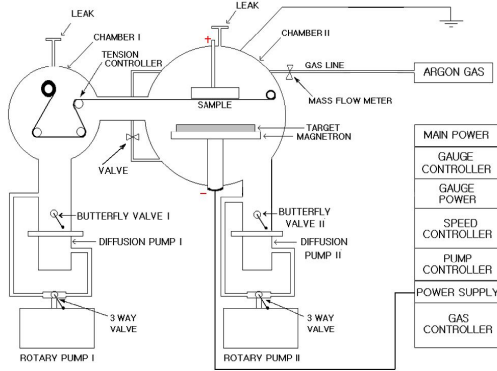 LEAK
CHAMBER I
TENSION
CONTROLLER
LEAK
CHAMBER II
+
GAS LINE
ARGON GAS
MASS FLOW METER
SAMPLE
TARGET
MAGNETRON
VALVE
–
BUTTERFLY VALVE I
DIFFUSION PUMP I
BUTTERFLY
VALVE II
DIFFUSION
PUMP II
3 WAY
VALVE
3 WAY
VALVE
ROTARY PUMP I
ROTARY PUMP II
MAIN POWER
GAUGE
CONTROLLER
GAUGE
POWER
SPEED
CONTROLLER
PUMP
CONTROLLER
POWER SUPPLY
GAS
CONTROLLER